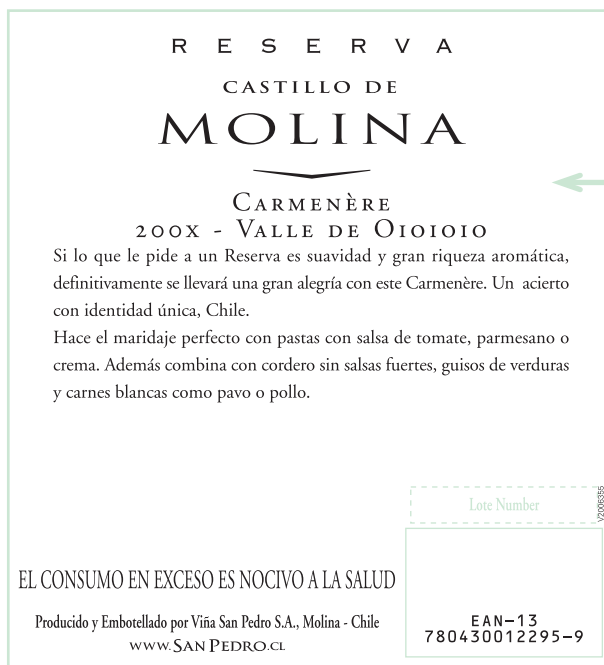 RESERVA
CASTILLO DE
MOLINA
CARMENÈRE
200X - VALLE DE OIOIOIO
Si lo que le pide a un Reserva es suavidad y gran riqueza aromática,
definitivamente se llevará una gran alegría con este Carmenère. Un acierto
con identidad única, Chile.
Hace el maridaje perfecto con pastas con salsa de tomate, parmesano o
crema. Además combina con cordero sin salsas fuertes, guisos de verduras
y carnes blancas como pavo o pollo.
Lote Number
V2006355
EL CONSUMO EN EXCESO ES NOCIVO A LA SALUD
Producido y Embotellado por Viña San Pedro S.A., Molina - Chile
WWW.SANPEDRO.CL
EAN-13
780430012295-9